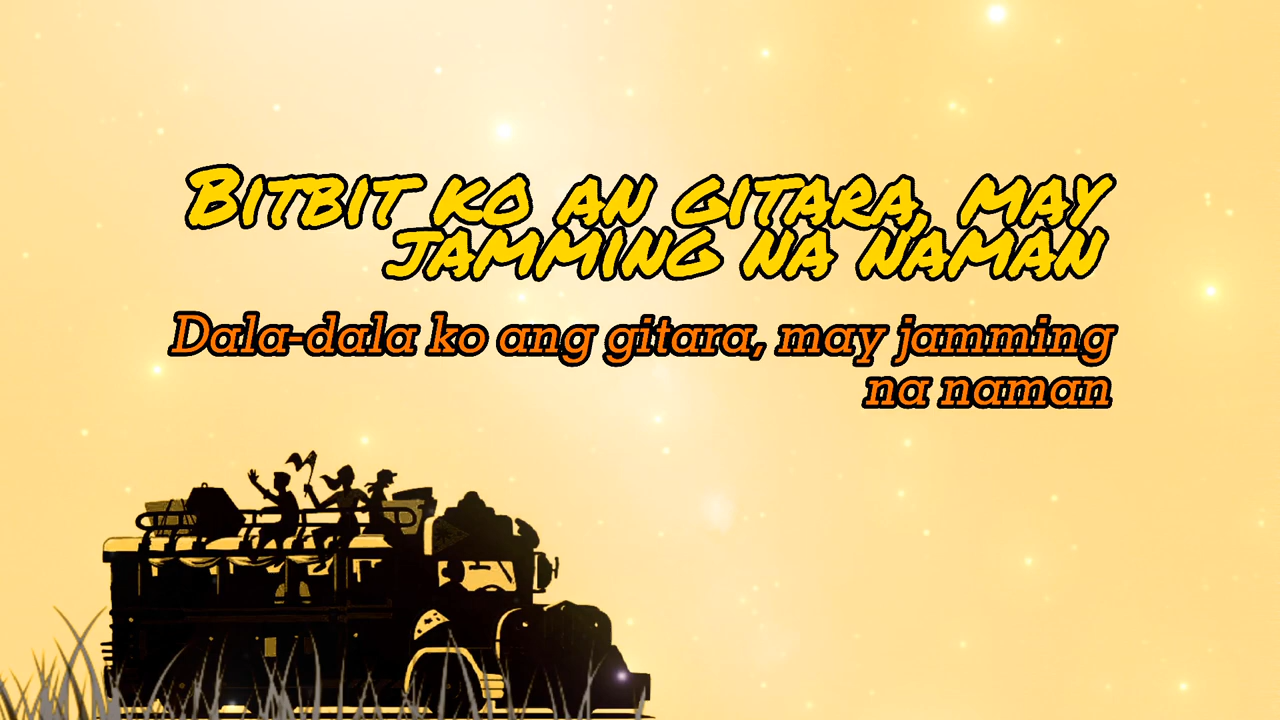 Bitbit ko an gitara, may
jamming na naman
Dala-dala ko ang gitara, may jamming
na naman